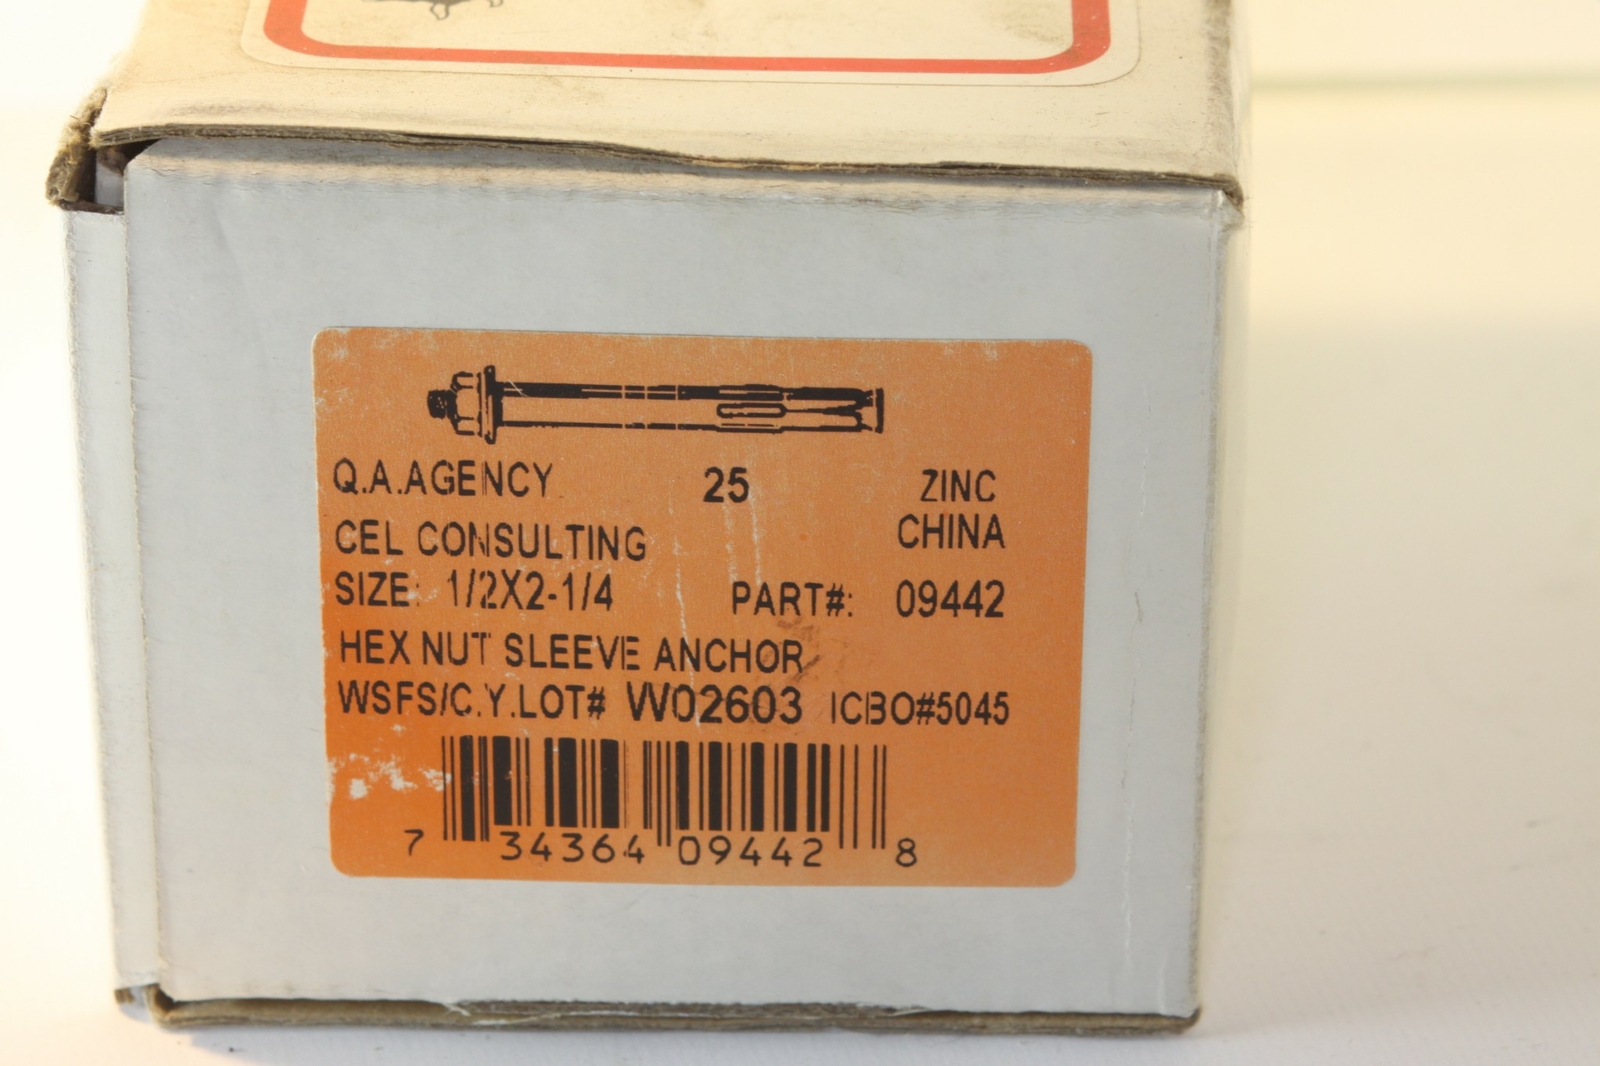 Q.A.AGENCY 25 ZINC
CEL CONSULTING CHINA
SIZE: 1/2X2-1/4 PART#: 09442
HEX NUT SLEEVE ANCHOR
WSFS/C.Y.LOT# W02603 ICBO#5045
7 34364 09442 8